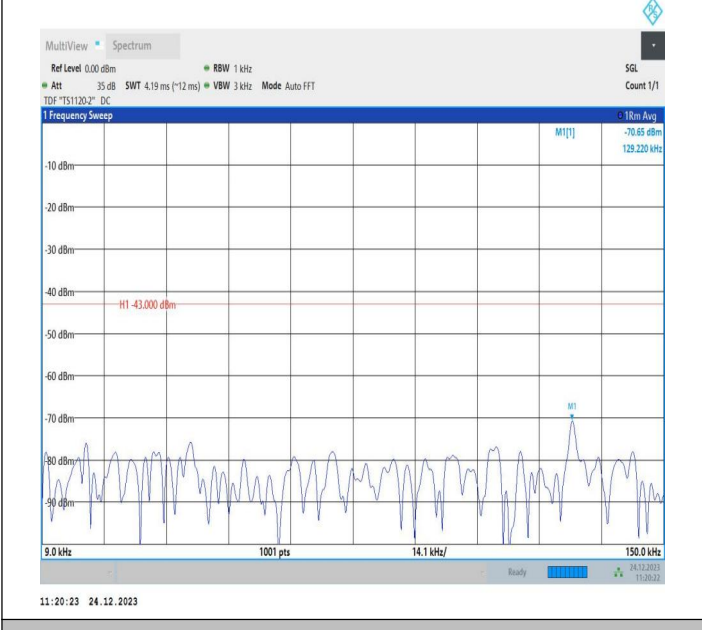 MultiView Spectrum
Ref Level 0.00 dBm RBW 1 kHz SGL
Att 35 dB SWT 4.19 ms (~12 ms) VBW 3 kHz Mode Auto FFT Count 1/1
TDF "TS1120-2" DC
1 Frequency Sweep 1Rm Avg
M1[1] -70.65 dBm
129.220 kHz
-10 dBm
-20 dBm
-30 dBm
-40 dBm
H1 -43.000 dBm
-50 dBm
-60 dBm
M1
-70 dBm
-80 dBm
-90 dBm
9.0 kHz 1001 pts 14.1 kHz/ 150.0 kHz
Ready 24.12.2023
11:20:22
11:20:23 24.12.2023